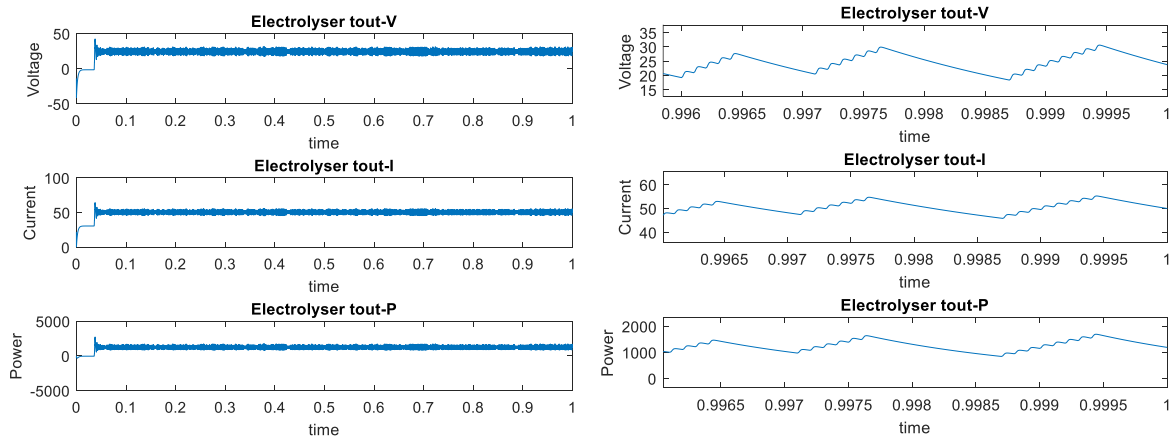 Electrolyser tout-V
Voltage
50
0
-50
0 0.1 0.2 0.3 0.4 0.5 0.6 0.7 0.8 0.9 1
time
Electrolyser tout-I
Current
100
50
0
0 0.1 0.2 0.3 0.4 0.5 0.6 0.7 0.8 0.9 1
time
Electrolyser tout-P
Power
5000
0
-5000
0 0.1 0.2 0.3 0.4 0.5 0.6 0.7 0.8 0.9 1
time
Electrolyser tout-V
Voltage
35
30
25
20
15
0.996 0.9965 0.997 0.9975 0.998 0.9985 0.999 0.9995 1
time
Electrolyser tout-I
Current
60
50
40
0.9965 0.997 0.9975 0.998 0.9985 0.999 0.9995 1
time
Electrolyser tout-P
Power
2000
1000
0
0.9965 0.997 0.9975 0.998 0.9985 0.999 0.9995 1
time